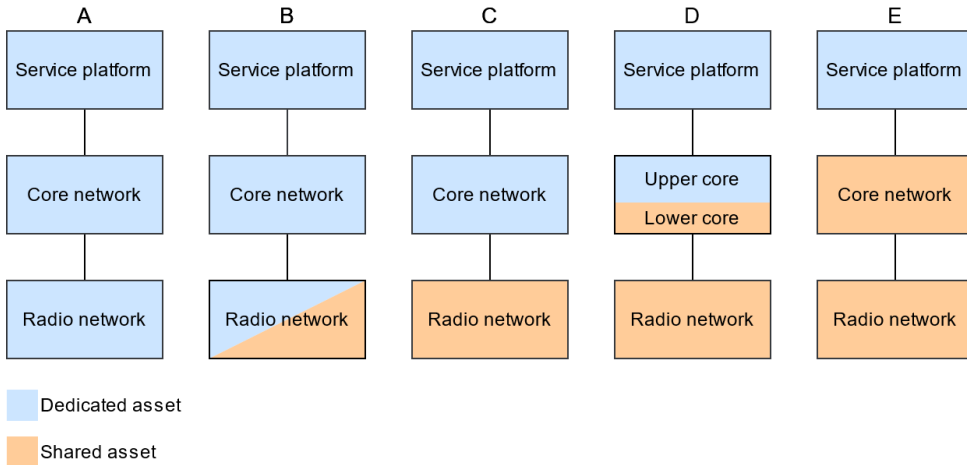 A B C D E
Service platform Service platform Service platform Service platform Service platform
Core network Core network Core network Upper core Core network
Lower core
Radio network Radio network Radio network Radio network Radio network
Dedicated asset
Shared asset